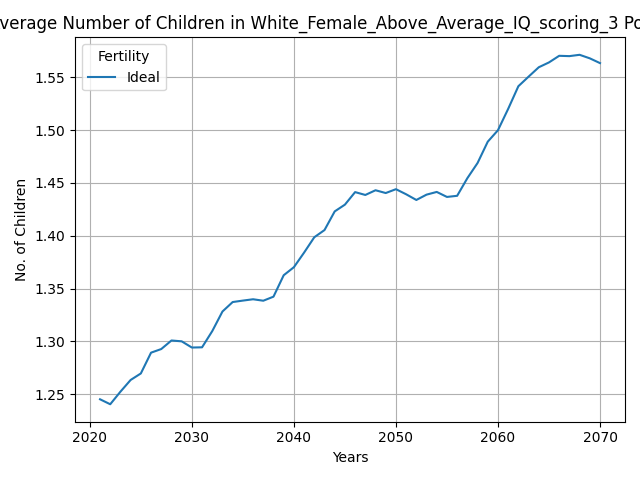 verage Number of Children in White_Female_Above_Average_IQ_scoring_3 Po
Fertility
Ideal
No. of Children
1.55
1.50
1.45
1.40
1.35
1.30
1.25
2020 2030 2040 2050 2060 2070
Years